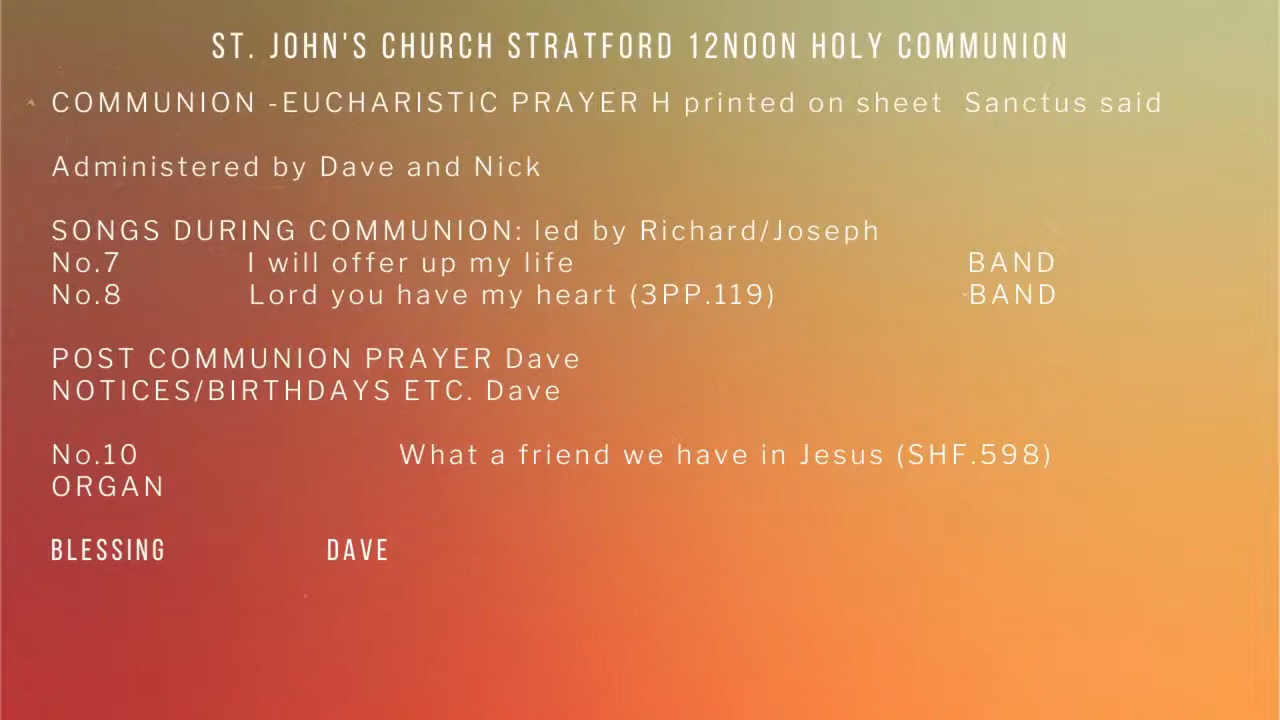 ST. JOHN'S CHURCH STRATFORD 12NOON HOLY COMMUNION
COMMUNION -EUCHARISTIC PRAYER H printed on sheet Sanctus said
Administered by Dave and Nick
SONGS DURING COMMUNION: led by Richard/Joseph
No.7 I will offer up my life BAND
No.8 Lord you have my heart (3PP.119) BAND
POST COMMUNION PRAYER Dave
NOTICES/BIRTHDAYS ETC. Dave
No.10 What a friend we have in Jesus (SHF.598)
ORGAN
BLESSING DAVE